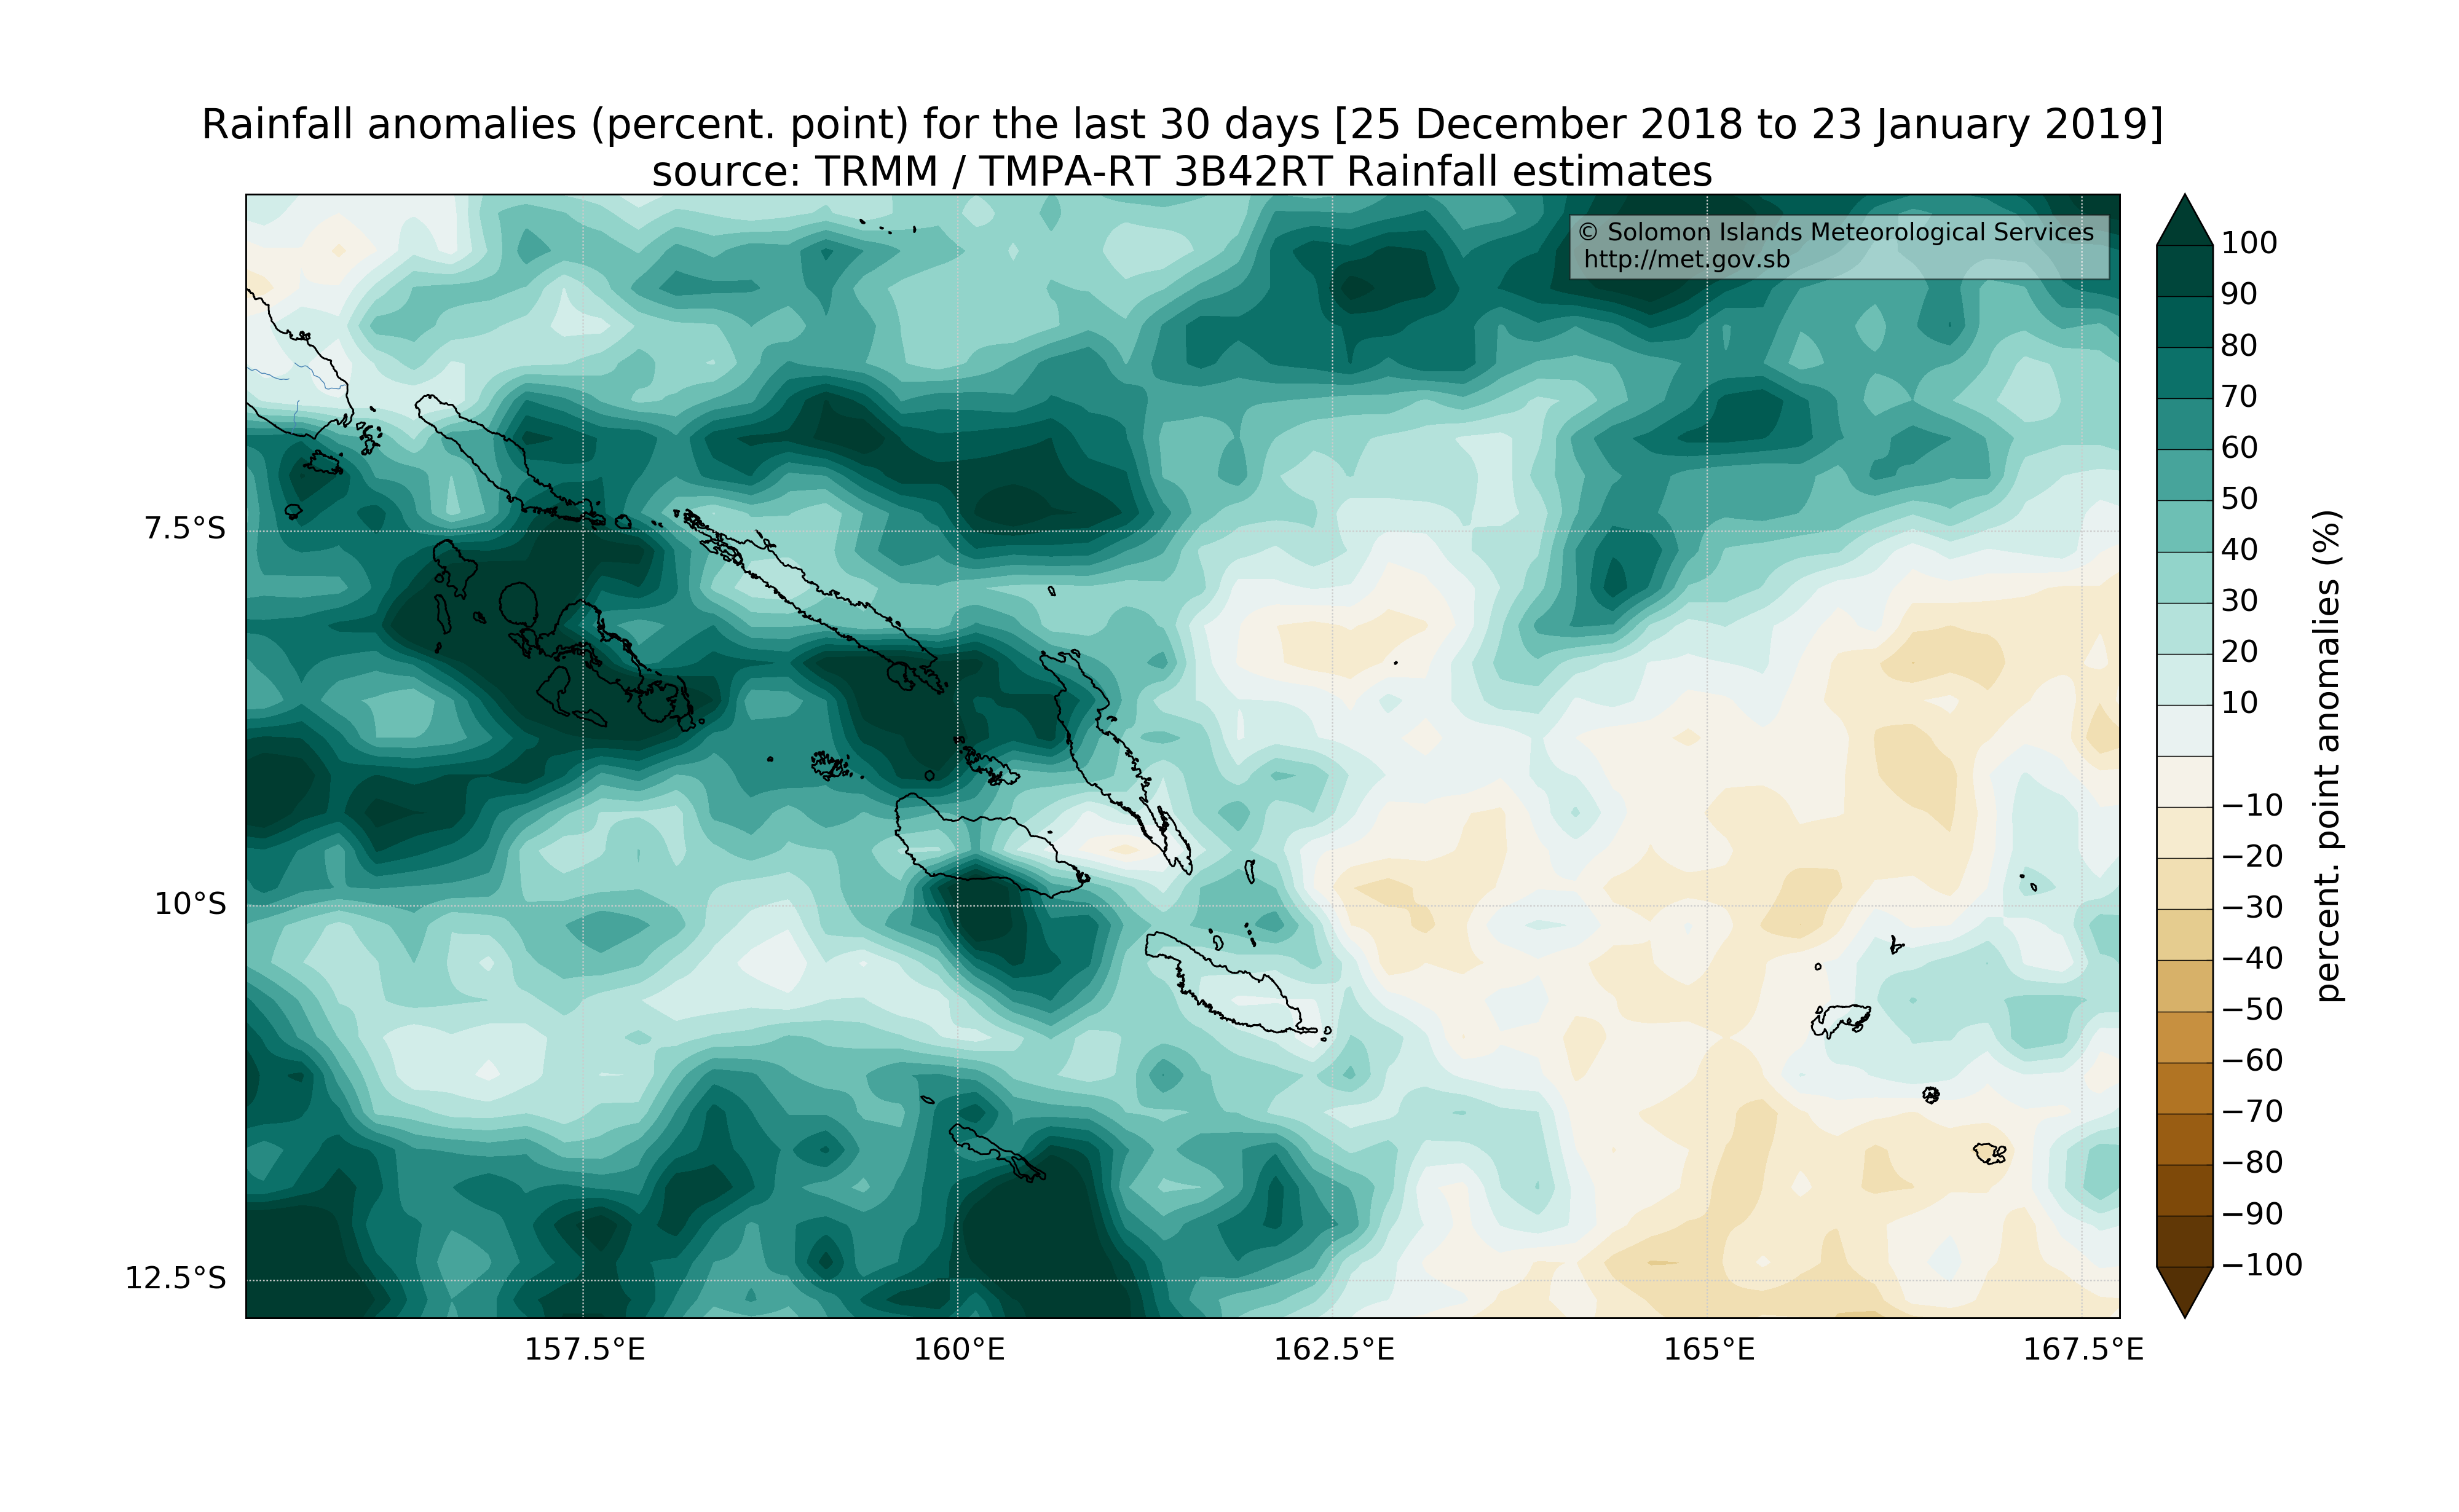 Rainfall anomalies (percent. point) for the last 30 days [25 December 2018 to 23 January 2019]
source: TRMM / TMPA-RT 3B42RT Rainfall estimates
© Solomon Islands Meteorological Services
http://met.gov.sb
7.5°S
10°S
12.5°S
157.5°E
160°E
162.5°E
165°E
167.5°E
100
90
80
70
60
50
40
30
20
10
−10
−20
−30
−40
−50
−60
−70
−80
−90
−100
percent. point anomalies (%)